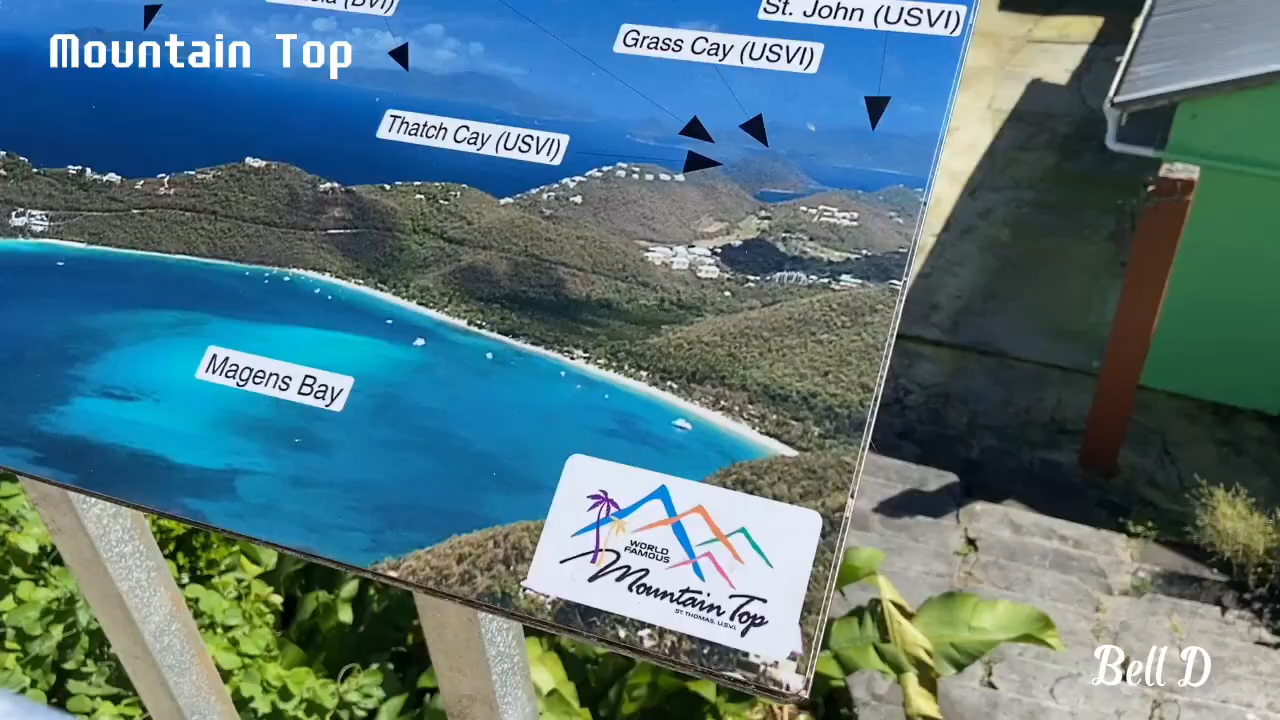 Mountain Top
(BVI)
St. John (USVI)
Grass Cay (USVI)
Thatch Cay (USVI)
Magens Bay
WORLD
FAMOUS
Mountain Top
ST. THOMAS, U.S.V.I.
Bell D